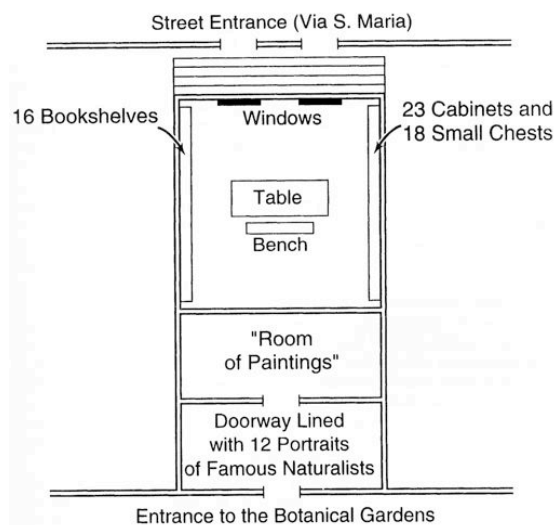 Street Entrance (Via S. Maria)
16 Bookshelves
Windows
23 Cabinets and
18 Small Chests
Table
Bench
"Room
of Paintings"
Doorway Lined
with 12 Portraits
of Famous Naturalists
Entrance to the Botanical Gardens